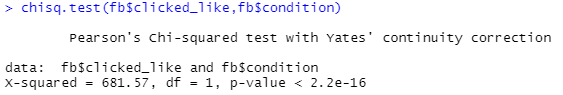 > chisq.test(fb$clicked_like,fb$condition)
Pearson's Chi-squared test with Yates' continuity correction
data:  fb$clicked_like and fb$condition
X-squared = 681.57, df = 1, p-value < 2.2e-16